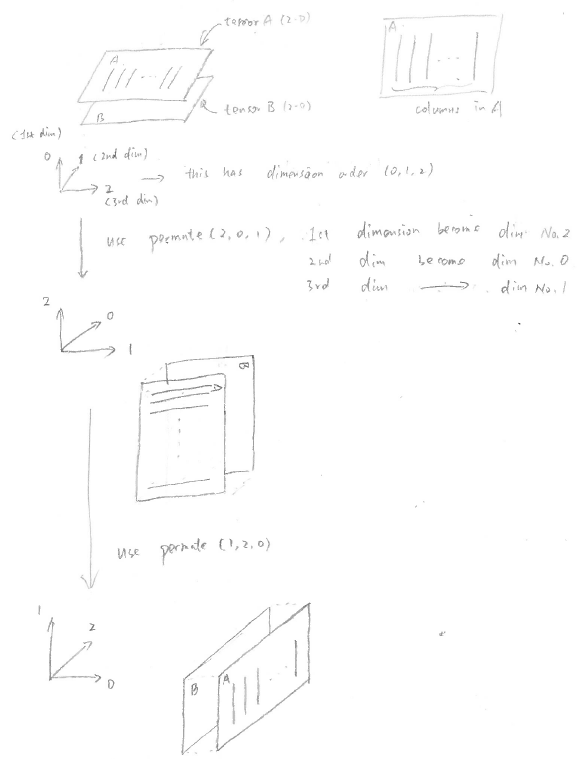 tensor A (2-D)
A
B
tensor B (2-D)
A
columns in A
(1st dim)
0
1 (2nd dim)
2
(3rd dim)
→ this has dimension order (0,1,2)
use permute (2,0,1), 1st dimension become dim No.2
2nd dim become dim No.0
3rd dim → dim No.1
2
0
1
A
B
use permute (1,2,0)
1
2
0
B
A